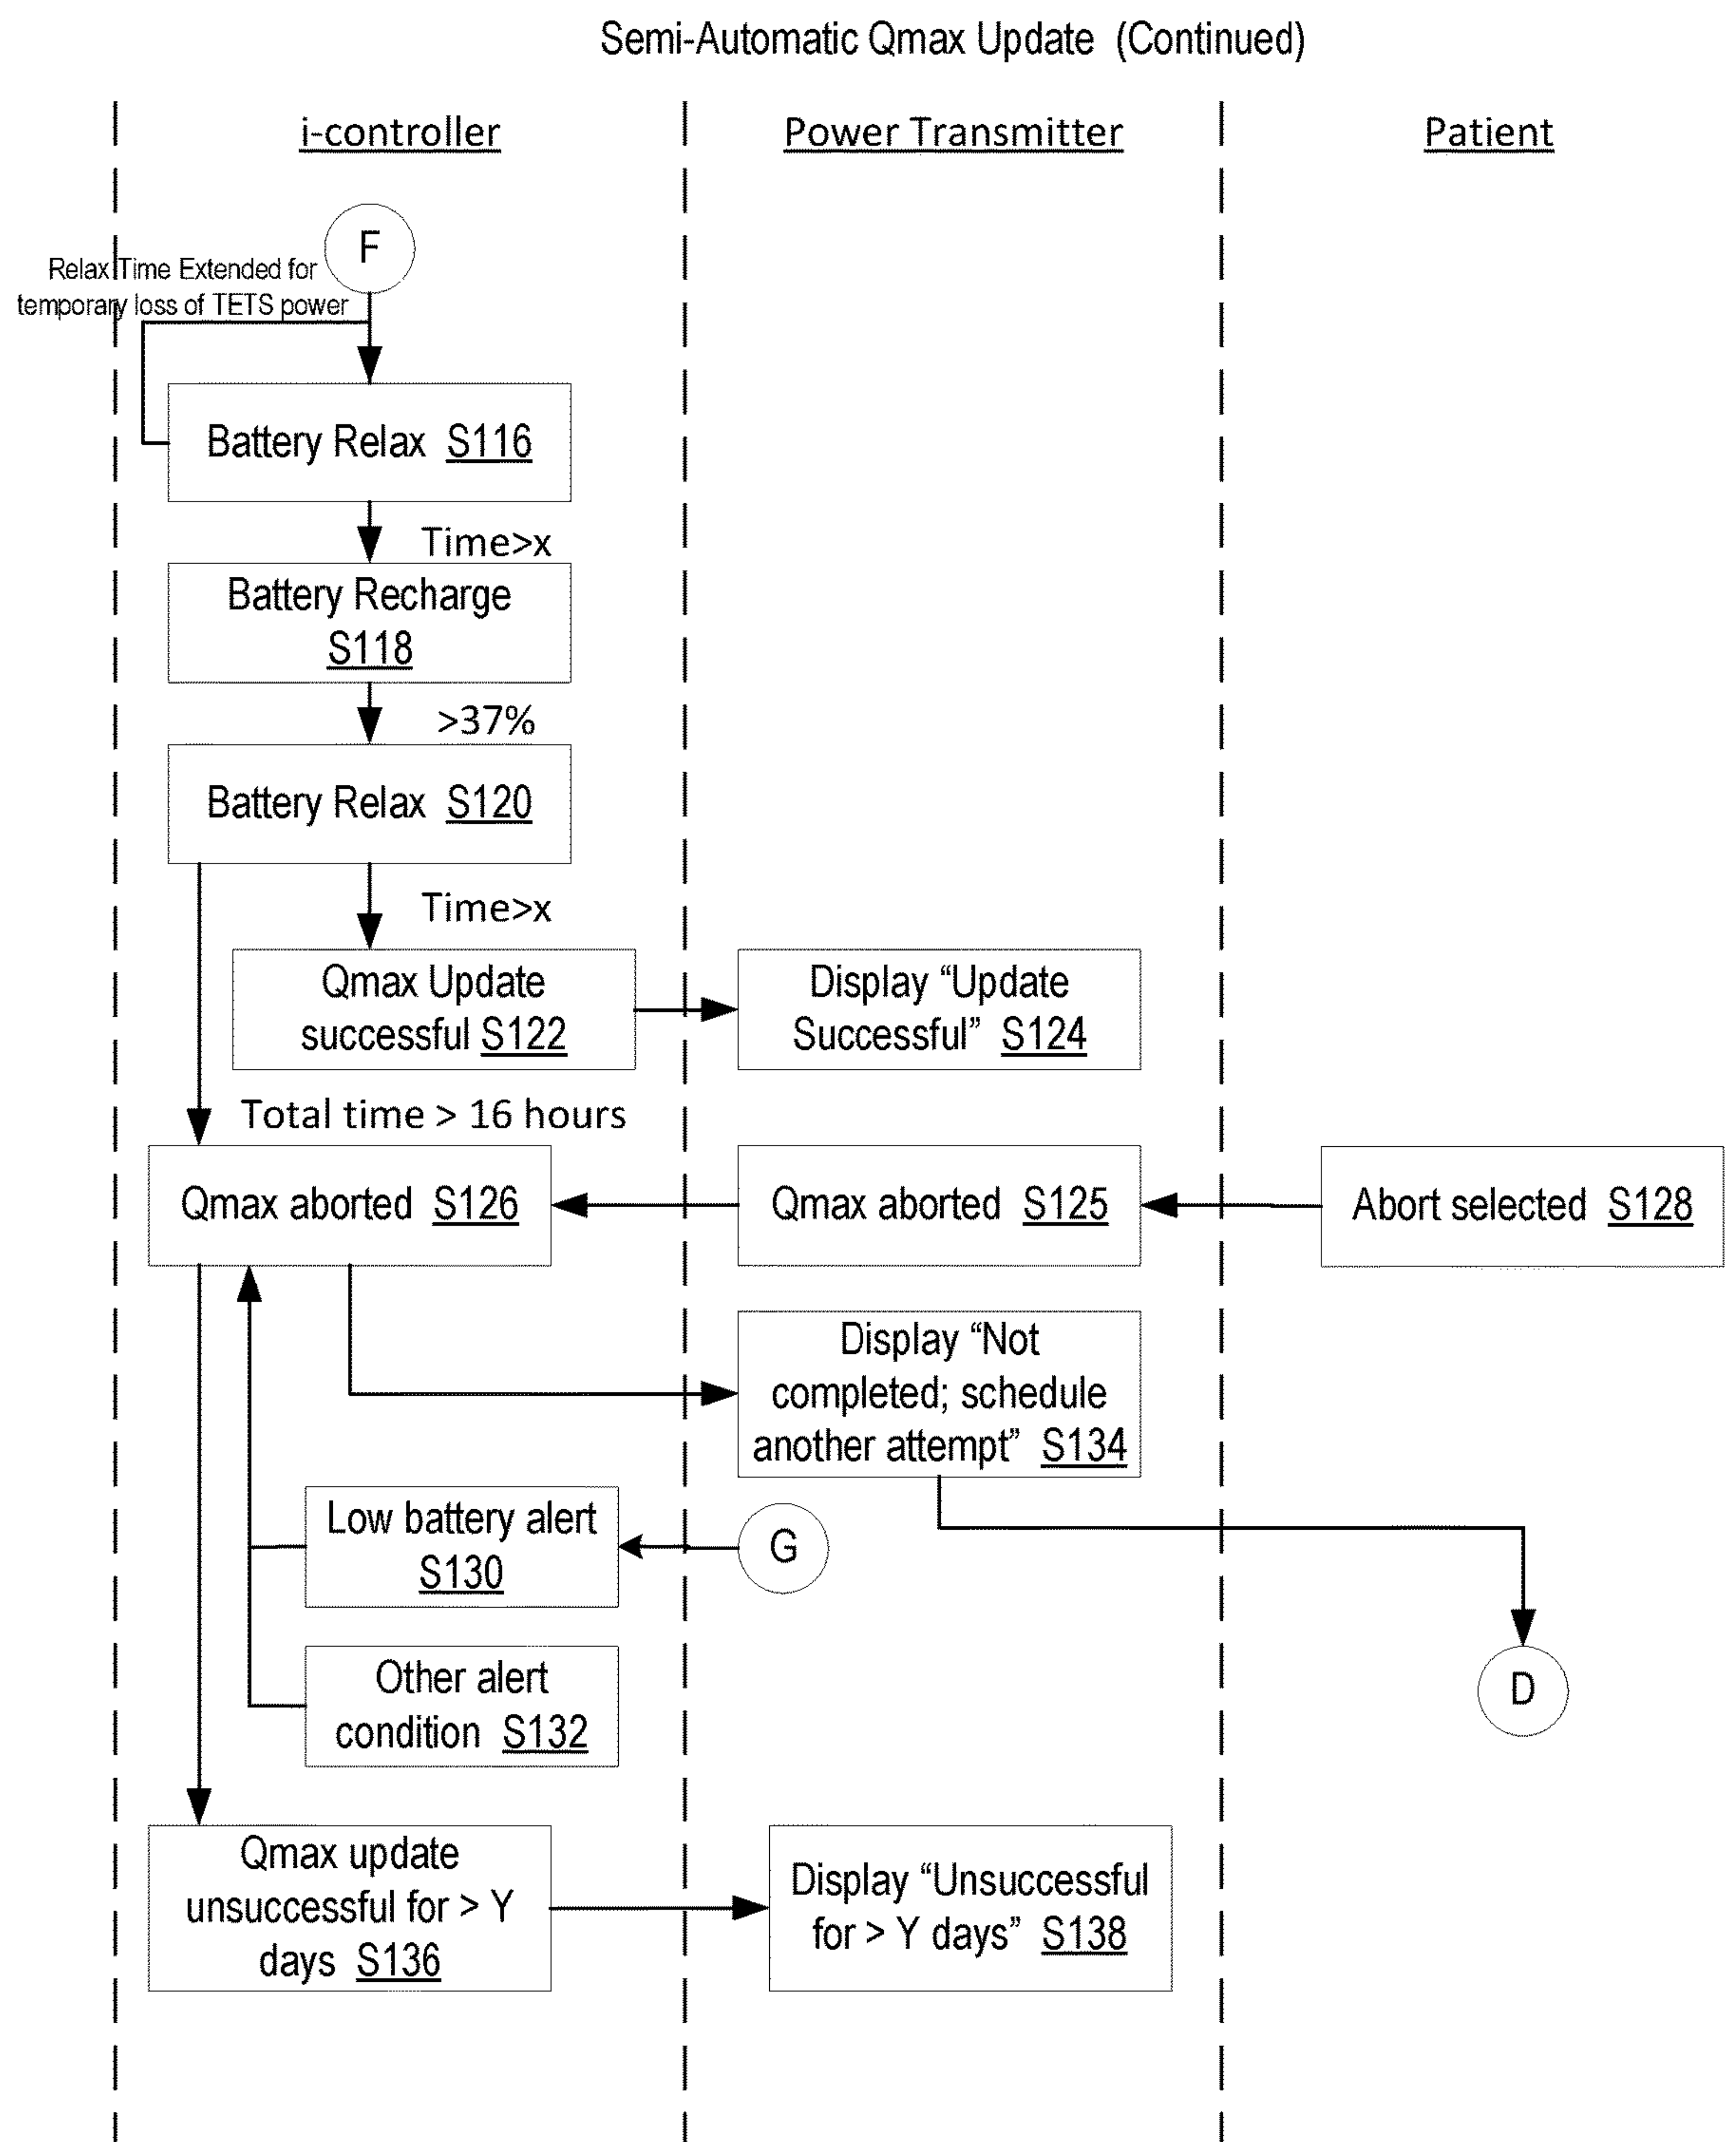 Semi-Automatic Qmax Update (Continued)
i-controller
Power Transmitter
Patient
F
Relax Time Extended for
temporary loss of TETS power
Battery Relax S116
Time>x
Battery Recharge
S118
>37%
Battery Relax S120
Time>x
Qmax Update
successful S122
Display “Update
Successful” S124
Total time > 16 hours
Qmax aborted S126
Qmax aborted S125
Abort selected S128
Display “Not
completed; schedule
another attempt” S134
Low battery alert
S130
G
Other alert
condition S132
D
Qmax update
unsuccessful for > Y
days S136
Display “Unsuccessful
for > Y days” S138